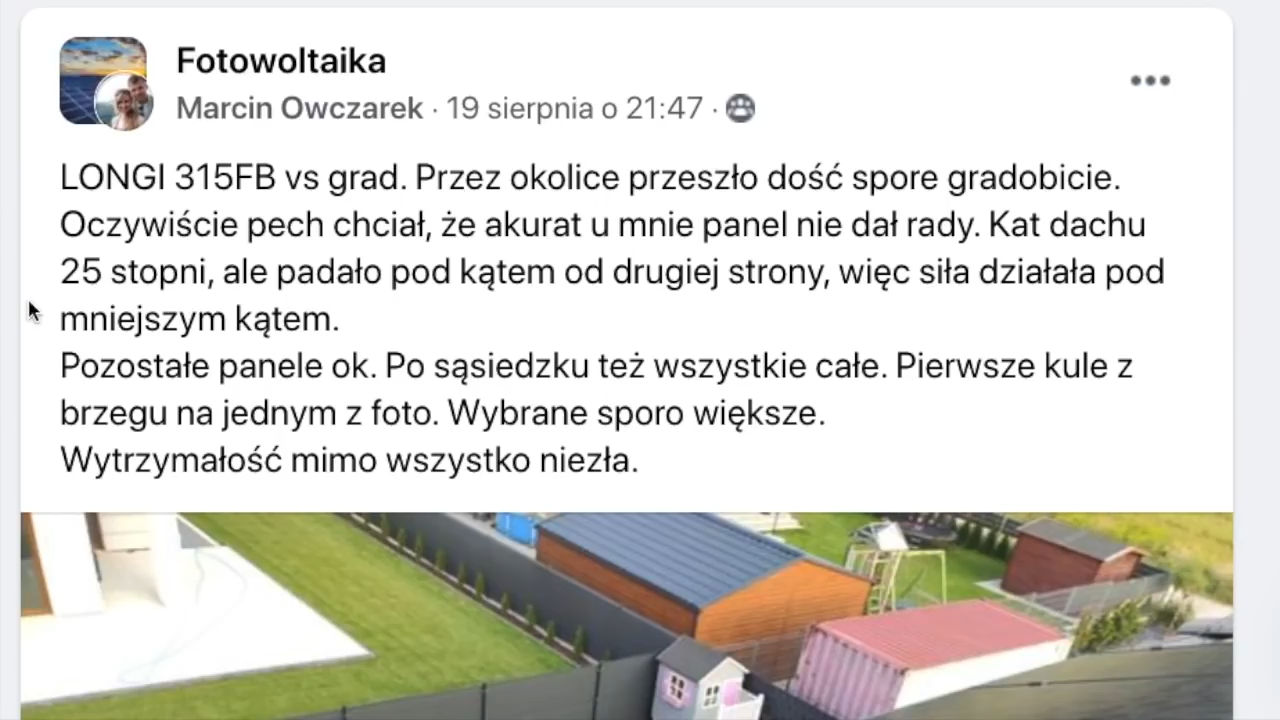 Fotowoltaika
Marcin Owczarek · 19 sierpnia o 21:47 ·
LONGI 315FB vs grad. Przez okolice przeszło dość spore gradobicie.
Oczywiście pech chciał, że akurat u mnie panel nie dał rady. Kat dachu
25 stopni, ale padało pod kątem od drugiej strony, więc siła działała pod
mniejszym kątem.
Pozostałe panele ok. Po sąsiedzku też wszystkie całe. Pierwsze kule z
brzegu na jednym z foto. Wybrane sporo większe.
Wytrzymałość mimo wszystko niezła.